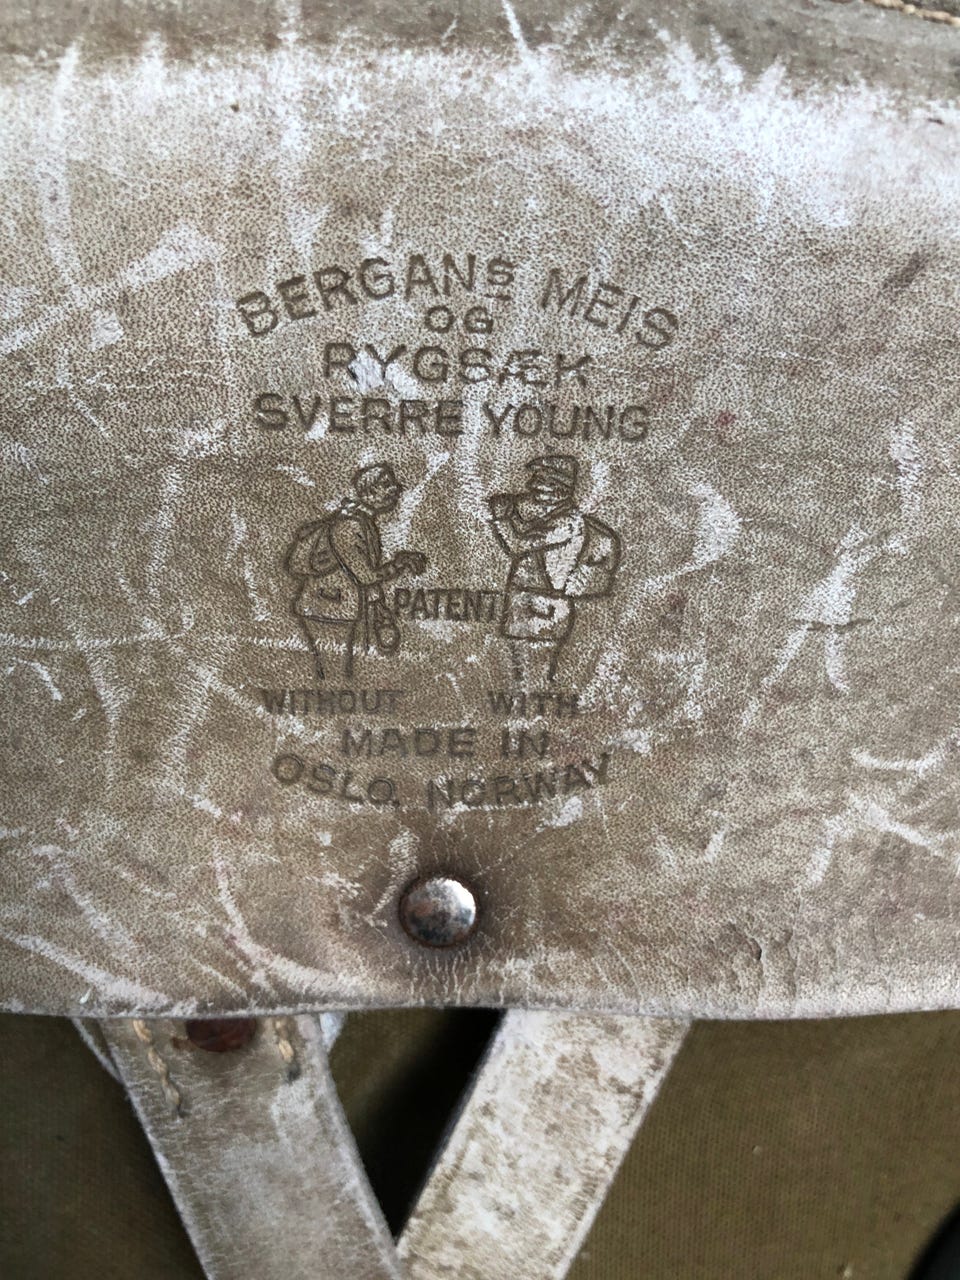 BERGANS MEIS
OG
RYGSÆK
SVERRE YOUNG
PATENT
WITHOUT WITH
MADE IN
OSLO, NORWAY